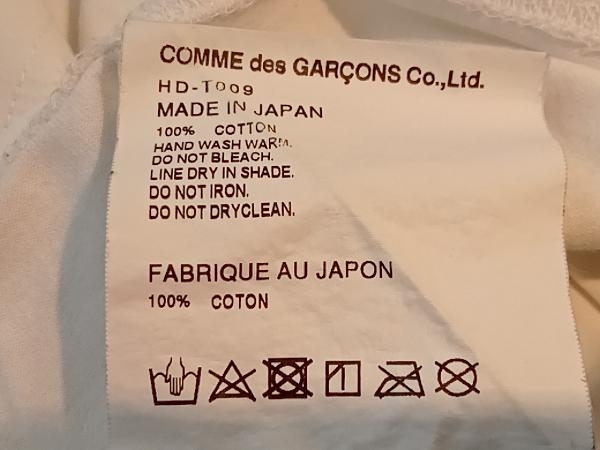 COMME des GARÇONS Co.,Ltd.
HD-T009
MADE IN JAPAN
100% COTTON
HAND WASH WARM.
DO NOT BLEACH.
LINE DRY IN SHADE.
DO NOT IRON.
DO NOT DRYCLEAN.
FABRIQUE AU JAPON
100% COTON